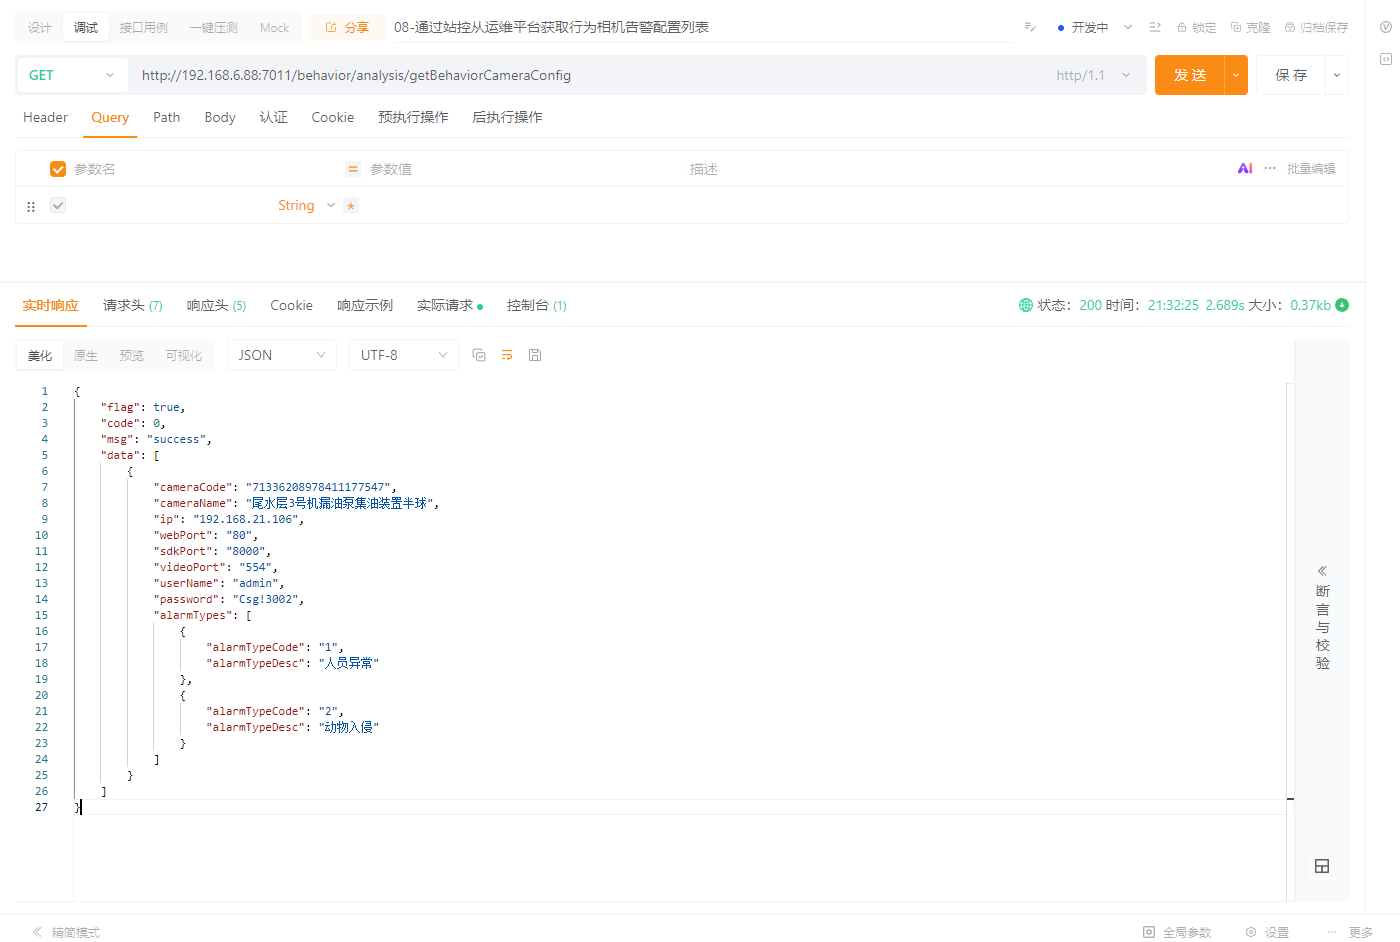 设计 调试 接口用例 一键压测 Mock 分享 08-通过站控从运维平台获取行为相机告警配置列表 开发中 锁定 克隆 归档保存
GET http://192.168.6.88:7011/behavior/analysis/getBehaviorCameraConfig http/1.1 发送 保存
Header Query Path Body 认证 Cookie 预执行操作 后执行操作
参数名 = 参数值 描述 AI ··· 批量编辑
String *
实时响应 请求头 (7) 响应头 (5) Cookie 响应示例 实际请求 控制台 (1) 状态: 200 时间: 21:32:25 2.689s 大小: 0.37kb
美化 原生 预览 可视化 JSON UTF-8
1 {
2 "flag": true,
3 "code": 0,
4 "msg": "success",
5 "data": [
6 {
7 "cameraCode": "71336208978411177547",
8 "cameraName": "尾水层3号机漏油泵集油装置半球",
9 "ip": "192.168.21.106",
10 "webPort": "80",
11 "sdkPort": "8000",
12 "videoPort": "554",
13 "userName": "admin",
14 "password": "Csg!3002",
15 "alarmTypes": [
16 {
17 "alarmTypeCode": "1",
18 "alarmTypeDesc": "人员异常"
19 },
20 {
21 "alarmTypeCode": "2",
22 "alarmTypeDesc": "动物入侵"
23 }
24 ]
25 }
26 ]
27 }
断言与校验
精简模式 全局参数 设置 ··· 更多